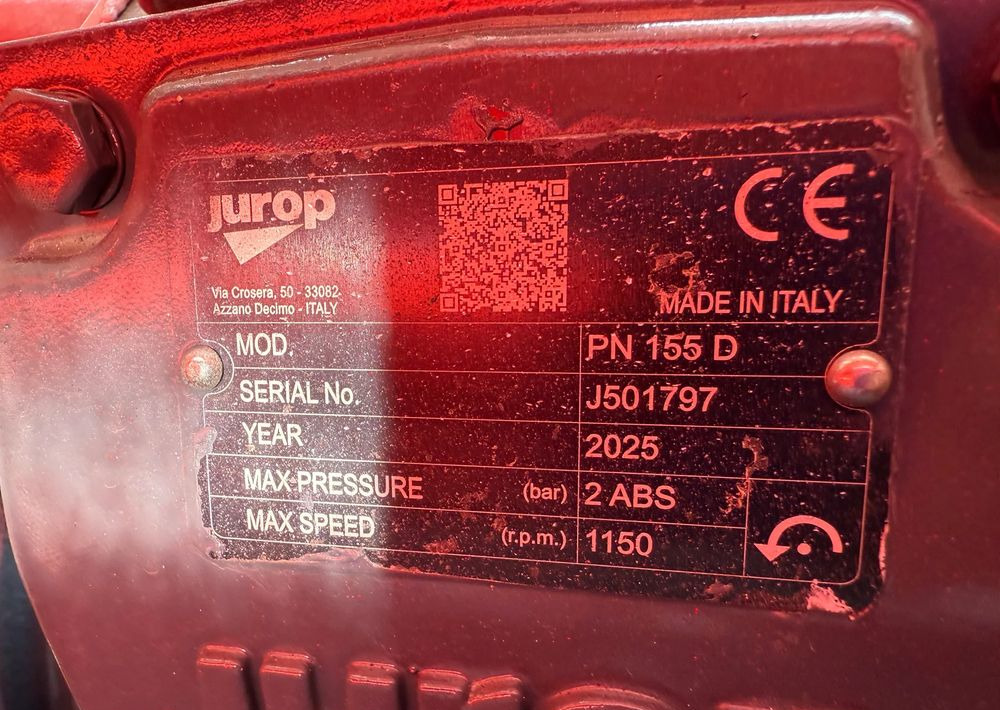 jurop
Via Crosera, 50 - 33082
Azzano Decimo - ITALY
CE
MADE IN ITALY
MOD. PN 155 D
SERIAL No. J501797
YEAR 2025
MAX PRESSURE (bar) 2 ABS
MAX SPEED (r.p.m.) 1150